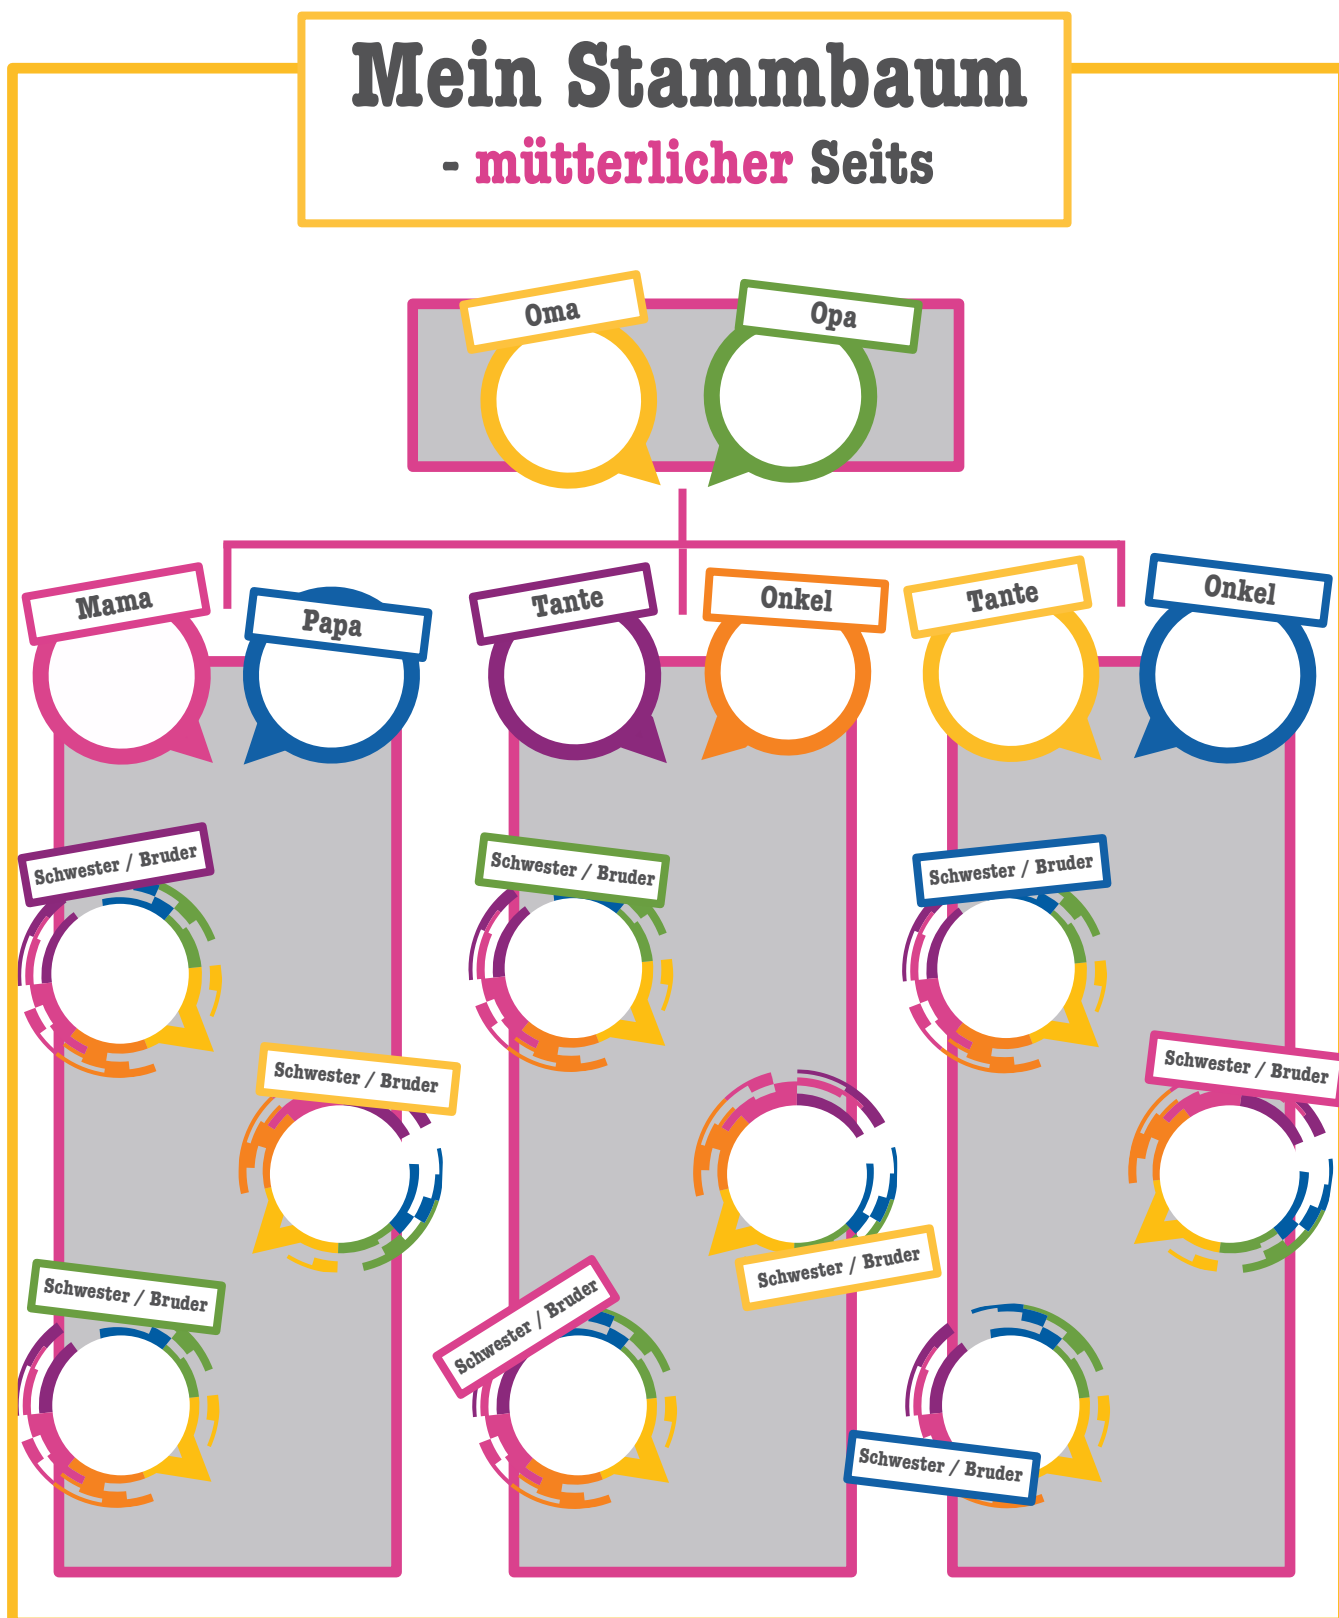 Mein Stammbaum
- mütterlicher Seits
Oma
Opa
Mama
Papa
Tante
Onkel
Tante
Onkel
Schwester / Bruder
Schwester / Bruder
Schwester / Bruder
Schwester / Bruder
Schwester / Bruder
Schwester / Bruder
Schwester / Bruder
Schwester / Bruder
Schwester / Bruder